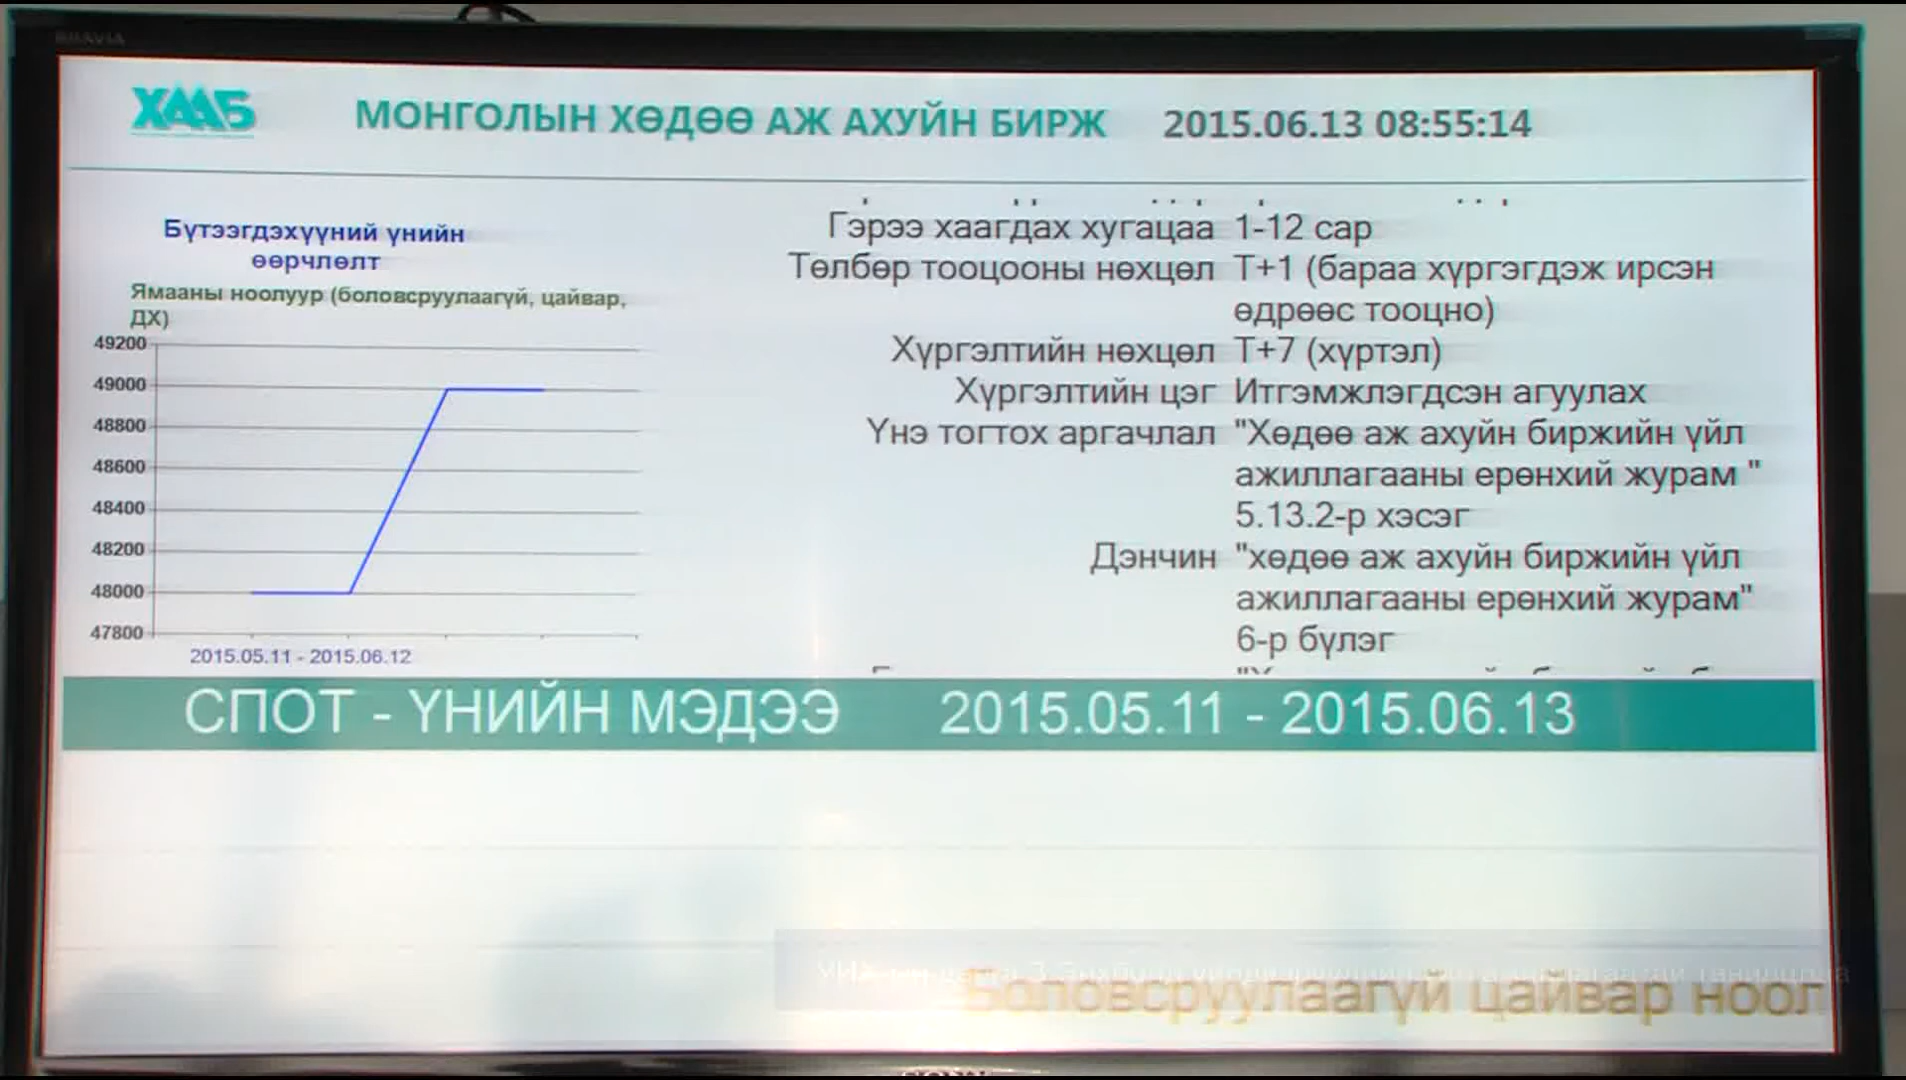 BRAVIA
ХААБ
МОНГОЛЫН ХӨДӨӨ АЖ АХУЙН БИРЖ 2015.06.13 08:55:14
Бүтээгдэхүүний үнийн
өөрчлөлт
Ямааны ноолуур (боловсруулаагүй, цайвар,
ДХ)
49200
49000
48800
48600
48400
48200
48000
47800
2015.05.11 - 2015.06.12
Гэрээ хаагдах хугацаа 1-12 сар
Төлбөр тооцооны нөхцөл T+1 (бараа хүргэгдэж ирсэн
өдрөөс тооцно)
Хүргэлтийн нөхцөл T+7 (хүртэл)
Хүргэлтийн цэг Итгэмжлэгдсэн агуулах
Үнэ тогтох аргачлал "Хөдөө аж ахуйн биржийн үйл
ажиллагааны ерөнхий журам "
5.13.2-р хэсэг
Дэнчин "хөдөө аж ахуйн биржийн үйл
ажиллагааны ерөнхий журам"
6-р бүлэг
СПОТ - ҮНИЙН МЭДЭЭ 2015.05.11 - 2015.06.13
Боловсруулаагүй цайвар ноол